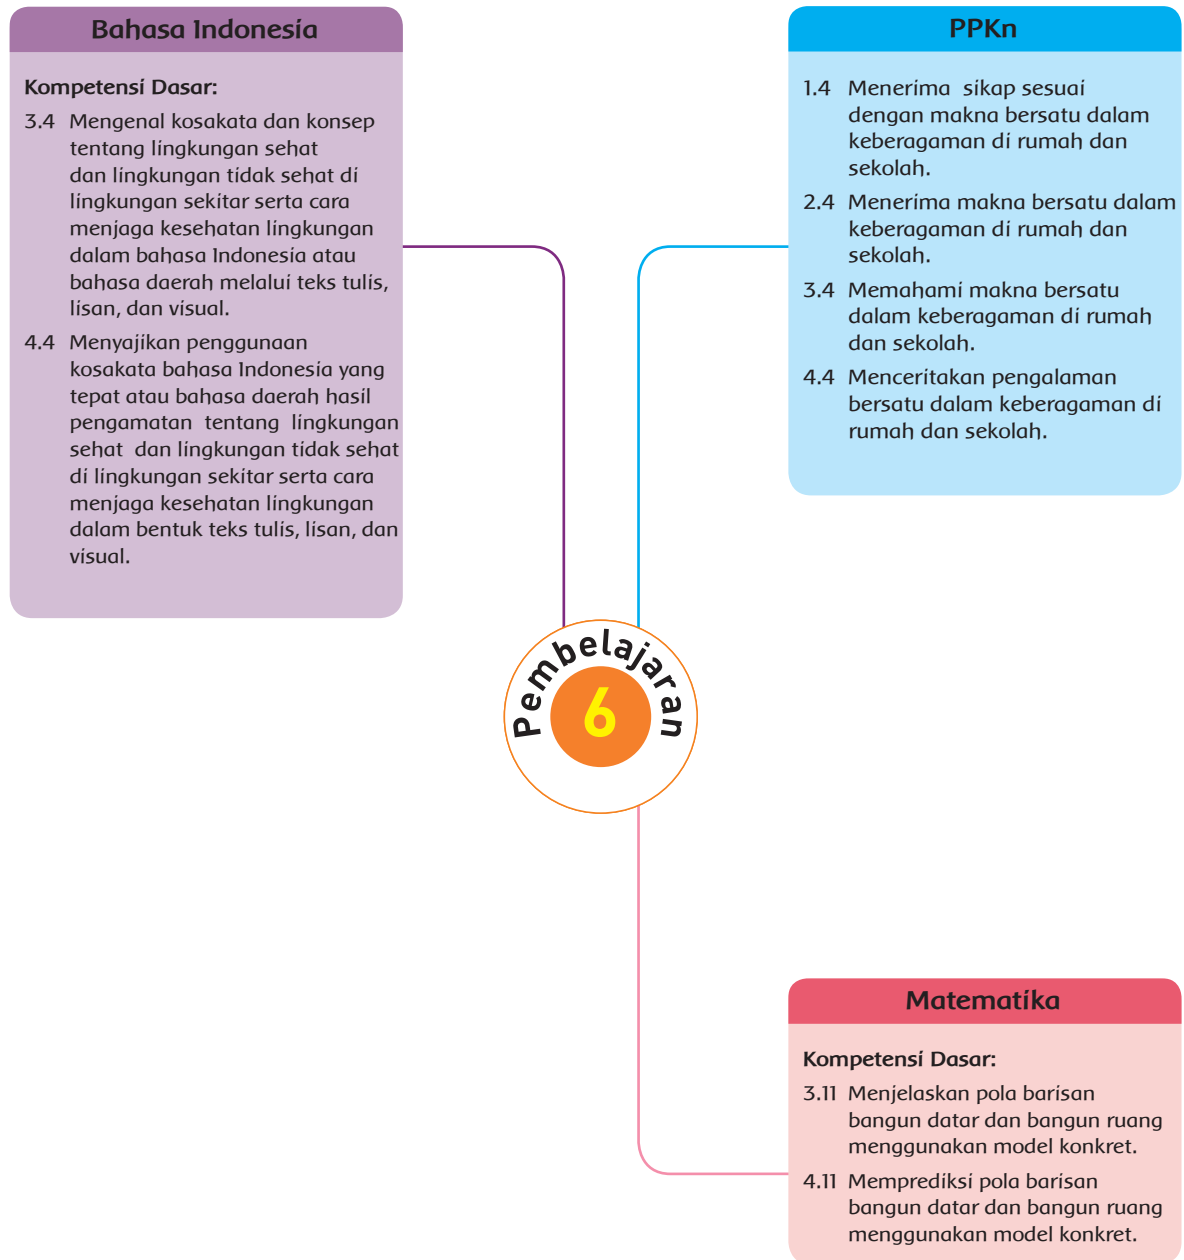 Bahasa Indonesia
Kompetensi Dasar:
3.4 Mengenal kosakata dan konsep
tentang lingkungan sehat
dan lingkungan tidak sehat di
lingkungan sekitar serta cara
menjaga kesehatan lingkungan
dalam bahasa Indonesia atau
bahasa daerah melalui teks tulis,
lisan, dan visual.
4.4 Menyajikan penggunaan
kosakata bahasa Indonesia yang
tepat atau bahasa daerah hasil
pengamatan tentang lingkungan
sehat dan lingkungan tidak sehat
di lingkungan sekitar serta cara
menjaga kesehatan lingkungan
dalam bentuk teks tulis, lisan, dan
visual.
PPKn
1.4 Menerima sikap sesuai
dengan makna bersatu dalam
keberagaman di rumah dan
sekolah.
2.4 Menerima makna bersatu dalam
keberagaman di rumah dan
sekolah.
3.4 Memahami makna bersatu
dalam keberagaman di rumah
dan sekolah.
4.4 Menceritakan pengalaman
bersatu dalam keberagaman di
rumah dan sekolah.
Pembelajaran
6
Matematika
Kompetensi Dasar:
3.11 Menjelaskan pola barisan
bangun datar dan bangun ruang
menggunakan model konkret.
4.11 Memprediksi pola barisan
bangun datar dan bangun ruang
menggunakan model konkret.